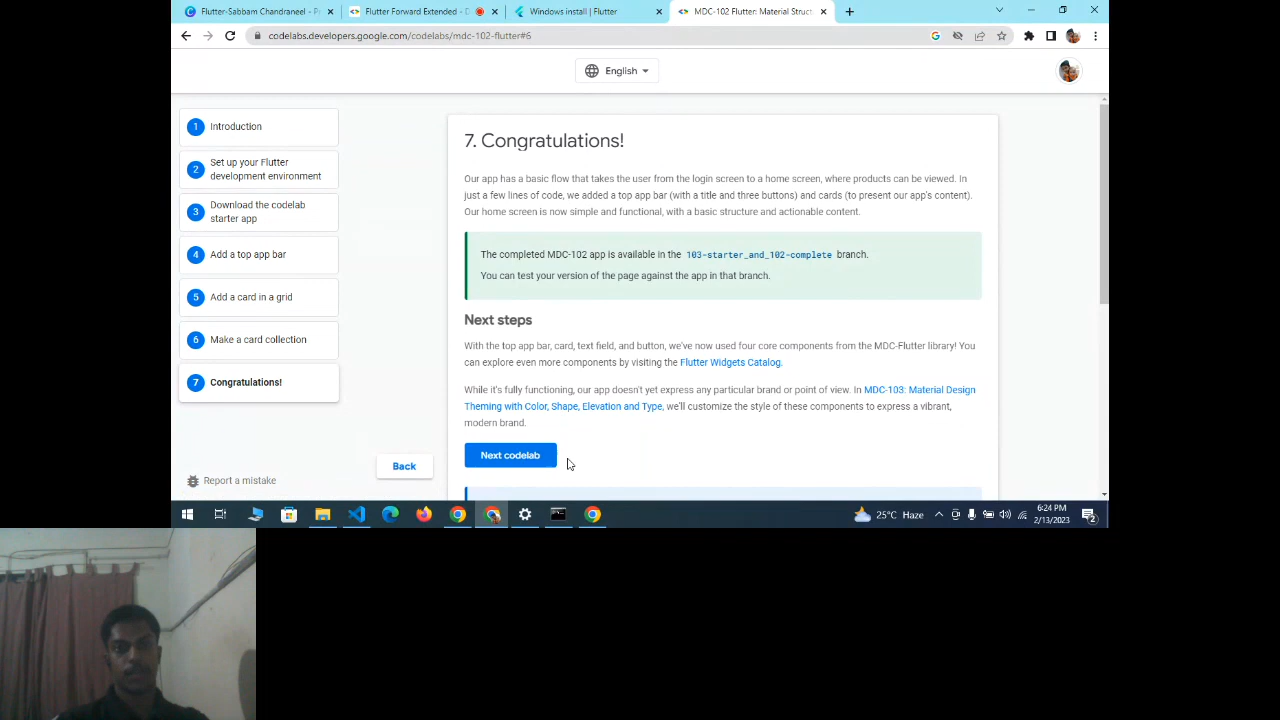 Flutter-Sabbam Chandraneel - P
Flutter Forward Extended - D
Windows install | Flutter
MDC-102 Flutter: Material Struct
codelabs.developers.google.com/codelabs/mdc-102-flutter#6
English
1 Introduction
2 Set up your Flutter
development environment
3 Download the codelab
starter app
4 Add a top app bar
5 Add a card in a grid
6 Make a card collection
7 Congratulations!
Report a mistake
Back
7. Congratulations!
Our app has a basic flow that takes the user from the login screen to a home screen, where products can be viewed. In
just a few lines of code, we added a top app bar (with a title and three buttons) and cards (to present our app's content).
Our home screen is now simple and functional, with a basic structure and actionable content.
The completed MDC-102 app is available in the 103-starter_and_102-complete branch.
You can test your version of the page against the app in that branch.
Next steps
With the top app bar, card, text field, and button, we've now used four core components from the MDC-Flutter library! You
can explore even more components by visiting the Flutter Widgets Catalog.
While it's fully functioning, our app doesn't yet express any particular brand or point of view. In MDC-103: Material Design
Theming with Color, Shape, Elevation and Type, we'll customize the style of these components to express a vibrant,
modern brand.
Next codelab
25°C Haze
6:24 PM
2/13/2023
2